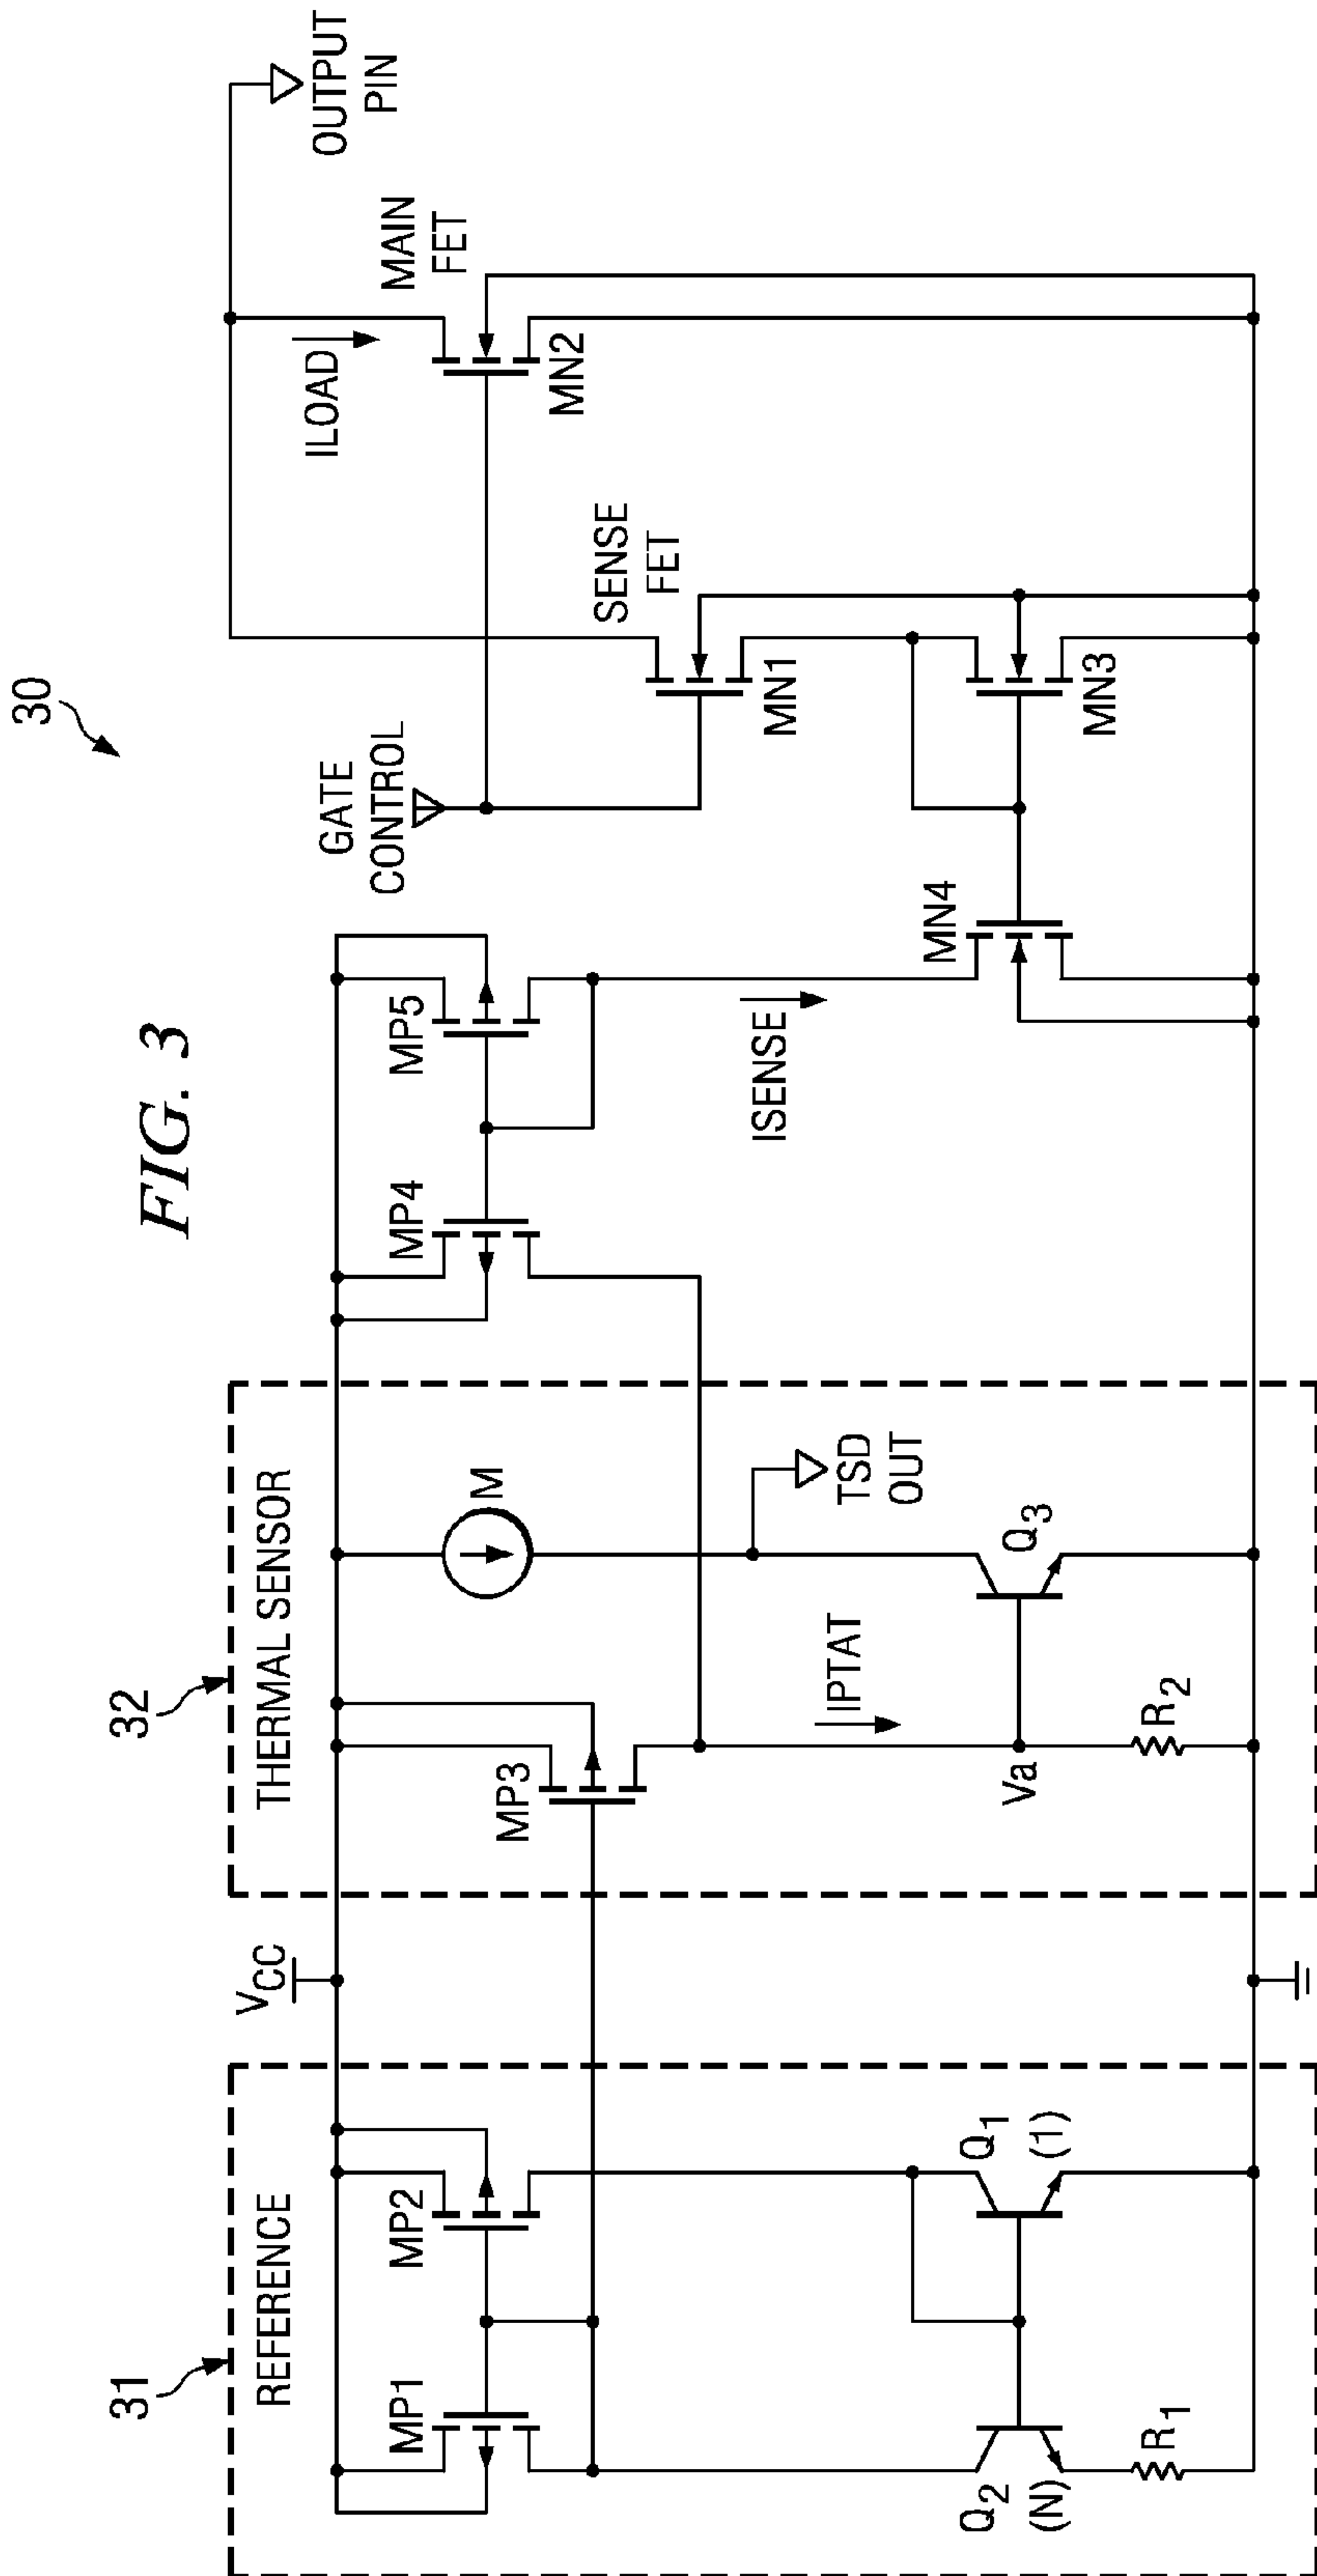 FIG. 3
30
31
REFERENCE
MP1
MP2
Q2
(N)
Q1
(1)
R1
VCC
32
THERMAL SENSOR
MP3
M
IPTAT
TSD
OUT
Va
Q3
R2
MP4
MP5
ISENSE
MN4
GATE
CONTROL
SENSE
FET
MN1
MN3
ILOAD
MAIN
FET
MN2
OUTPUT
PIN